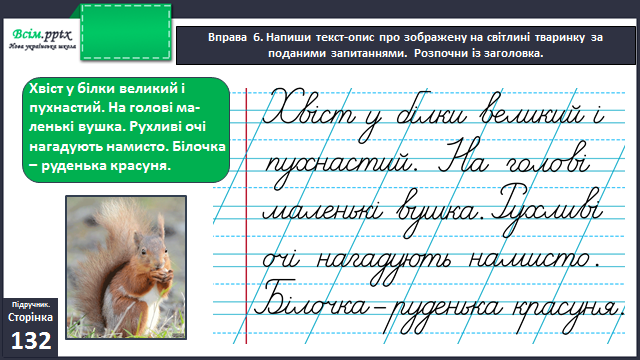 Всім.pptx
Нова українська школа
Вправа 6. Напиши текст-опис про зображену на світлині тваринку за
поданими запитаннями. Розпочни із заголовка.
Хвіст у білки великий і
пухнастий. На голові ма-
ленькі вушка. Рухливі очі
нагадують намисто. Білочка
– руденька красуня.
Хвіст у білки великий і
пухнастий. На голові
маленькі вушка. Рухливі
очі нагадують намисто.
Білочка – руденька красуня.
Підручник.
Сторінка
132